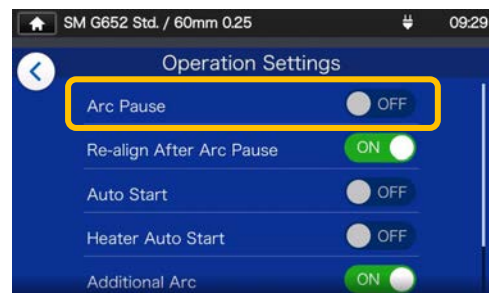 SM G652 Std. / 60mm 0.25 09:29
Operation Settings
Arc Pause OFF
Re-align After Arc Pause ON
Auto Start OFF
Heater Auto Start OFF
Additional Arc ON